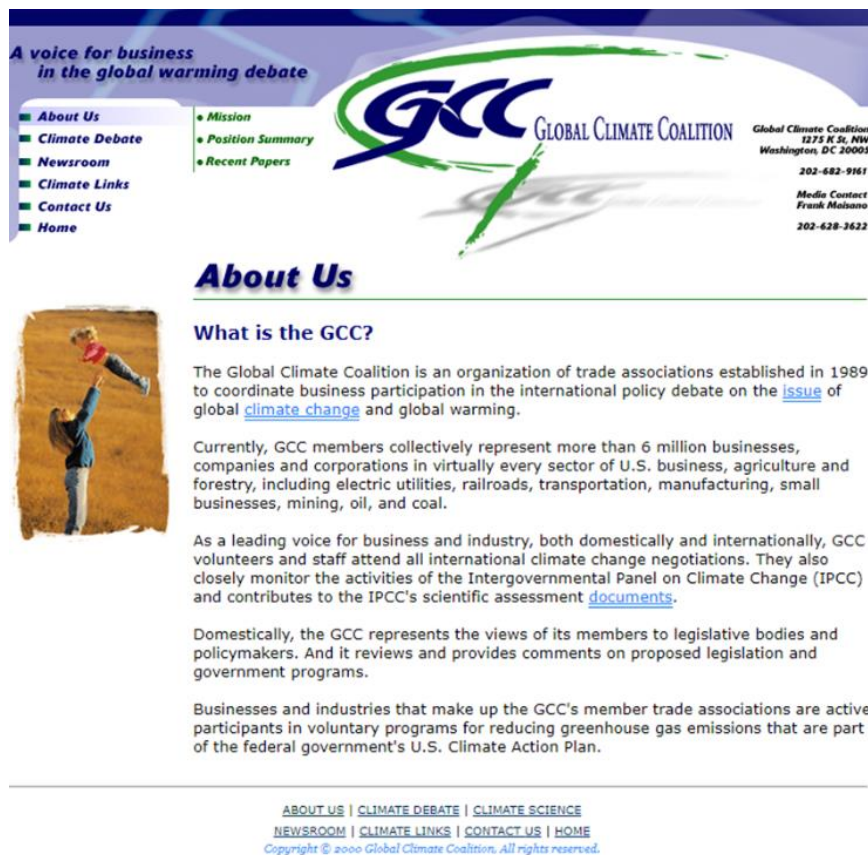 A voice for business
in the global warming debate
About Us
Climate Debate
Newsroom
Climate Links
Contact Us
Home
• Mission
• Position Summary
• Recent Papers
GCC GLOBAL CLIMATE COALITION
Global Climate Coalition
1275 K St, NW
Washington, DC 20005
202-682-9161
Media Contact
Frank Maisano
202-628-3622
About Us
What is the GCC?
The Global Climate Coalition is an organization of trade associations established in 1989
to coordinate business participation in the international policy debate on the issue of
global climate change and global warming.
Currently, GCC members collectively represent more than 6 million businesses,
companies and corporations in virtually every sector of U.S. business, agriculture and
forestry, including electric utilities, railroads, transportation, manufacturing, small
businesses, mining, oil, and coal.
As a leading voice for business and industry, both domestically and internationally, GCC
volunteers and staff attend all international climate change negotiations. They also
closely monitor the activities of the Intergovernmental Panel on Climate Change (IPCC)
and contributes to the IPCC's scientific assessment documents.
Domestically, the GCC represents the views of its members to legislative bodies and
policymakers. And it reviews and provides comments on proposed legislation and
government programs.
Businesses and industries that make up the GCC's member trade associations are active
participants in voluntary programs for reducing greenhouse gas emissions that are part
of the federal government's U.S. Climate Action Plan.
ABOUT US | CLIMATE DEBATE | CLIMATE SCIENCE
NEWSROOM | CLIMATE LINKS | CONTACT US | HOME
Copyright © 2000 Global Climate Coalition, All rights reserved.